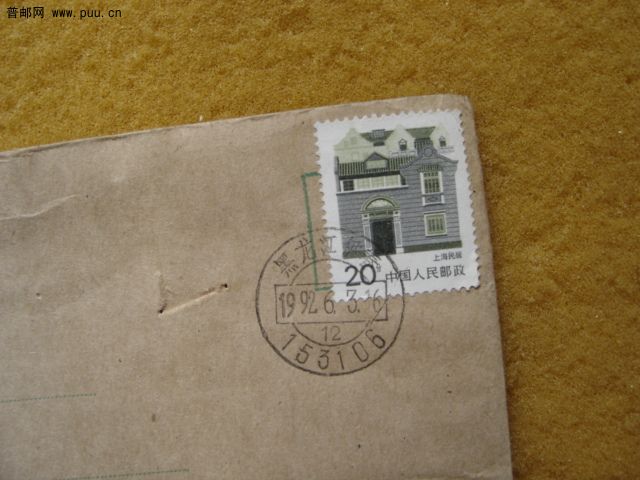 普邮网 www.puu.cn
上海民居
20 中国人民邮政
黑龙江
1992.6.3.16
12
153106